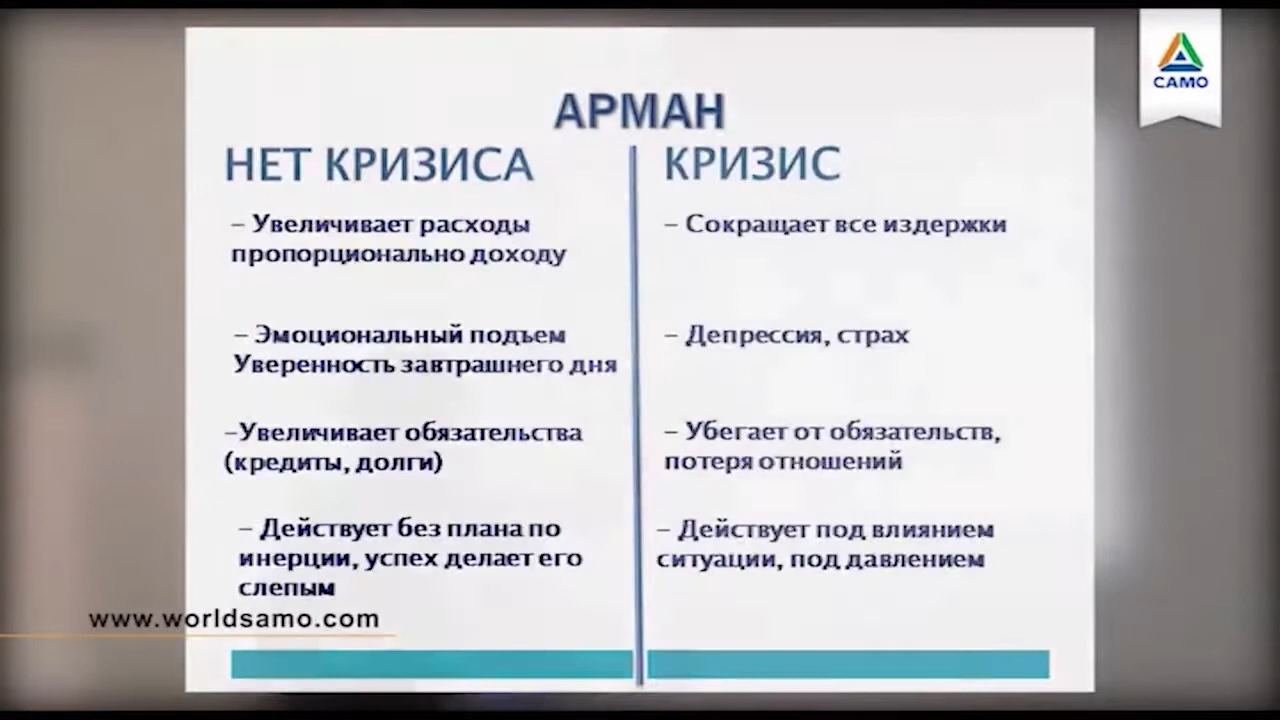 САМО
АРМАН
НЕТ КРИЗИСА
– Увеличивает расходы
пропорционально доходу
– Эмоциональный подъем
Уверенность завтрашнего дня
–Увеличивает обязательства
(кредиты, долги)
– Действует без плана по
инерции, успех делает его
слепым
КРИЗИС
– Сокращает все издержки
– Депрессия, страх
– Убегает от обязательств,
потеря отношений
– Действует под влиянием
ситуации, под давлением
www.worldsamo.com